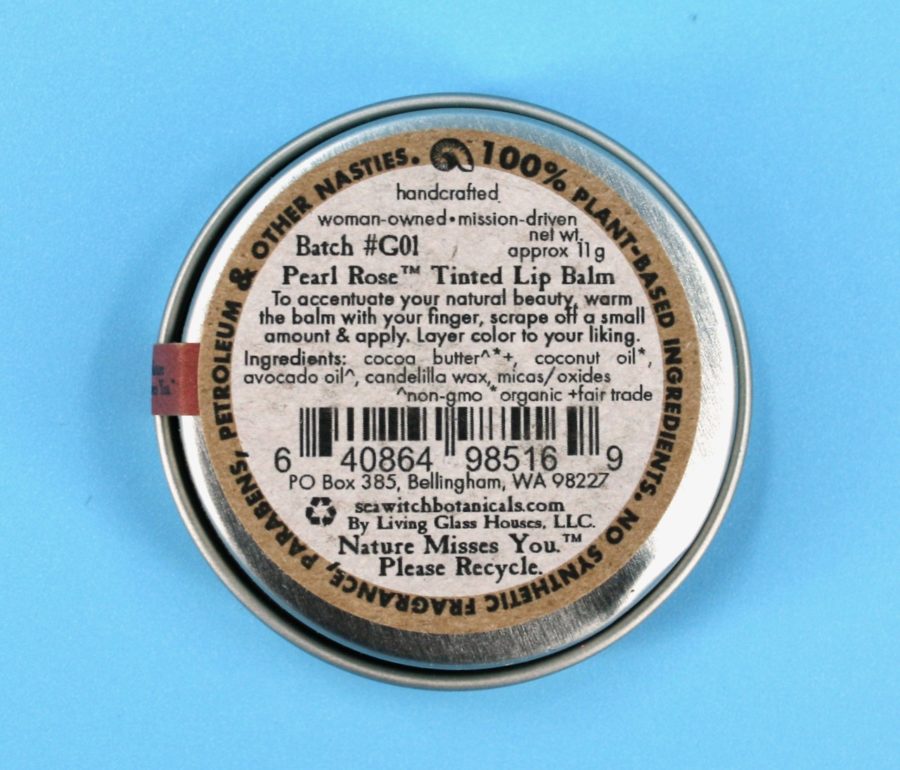 100% PLANT-BASED INGREDIENTS. NO SYNTHETIC FRAGRANCE, PARABENS, PETROLEUM & OTHER NASTIES.
handcrafted
woman-owned•mission-driven
Batch #G01
net wt.
approx 11g
Pearl Rose™ Tinted Lip Balm
To accentuate your natural beauty, warm
the balm with your finger, scrape off a small
amount & apply. Layer color to your liking.
Ingredients: cocoa butter^*+, coconut oil*,
avocado oil^, candelilla wax, micas/oxides
^non-gmo *organic +fair trade
6 40864 98516 9
PO Box 385, Bellingham, WA 98227
seawitchbotanicals.com
By Living Glass Houses, LLC.
Nature Misses You.™
Please Recycle.